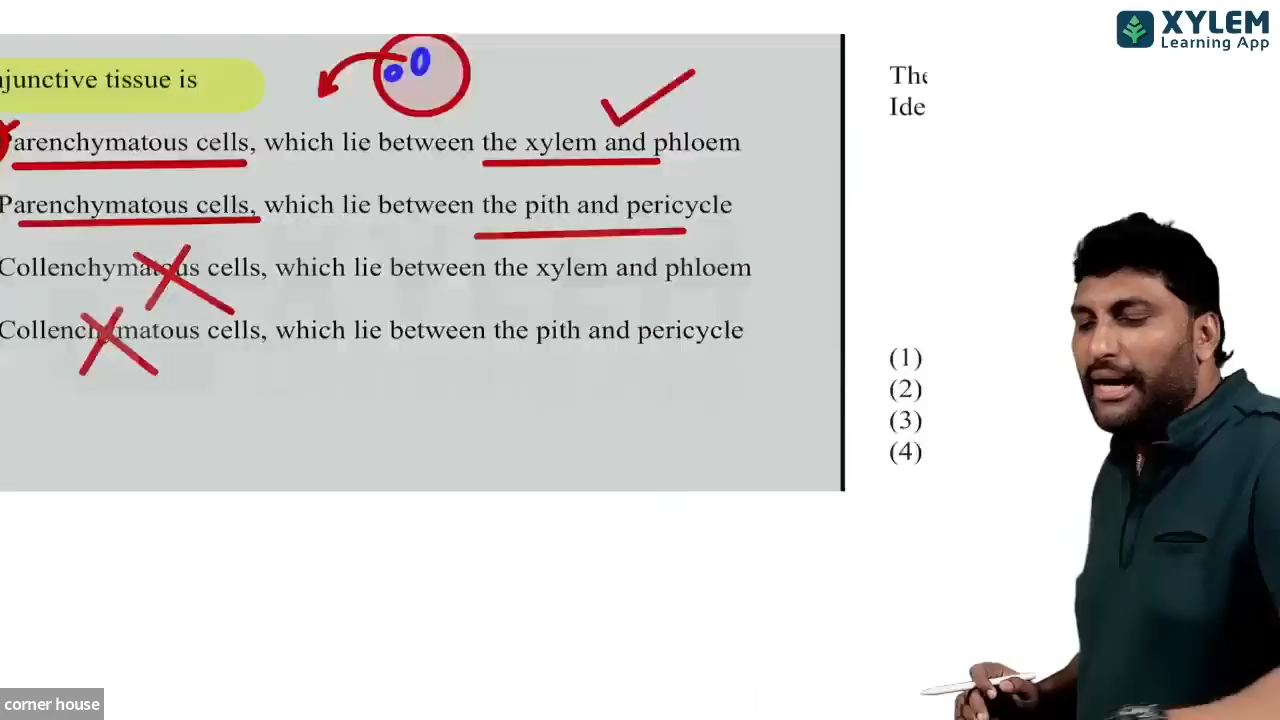 XYLEM
Learning App
njunctive tissue is
Parenchymatous cells, which lie between the xylem and phloem
Parenchymatous cells, which lie between the pith and pericycle
Collenchymatous cells, which lie between the xylem and phloem
Collenchymatous cells, which lie between the pith and pericycle
The
Ide
(1)
(2)
(3)
(4)
corner house